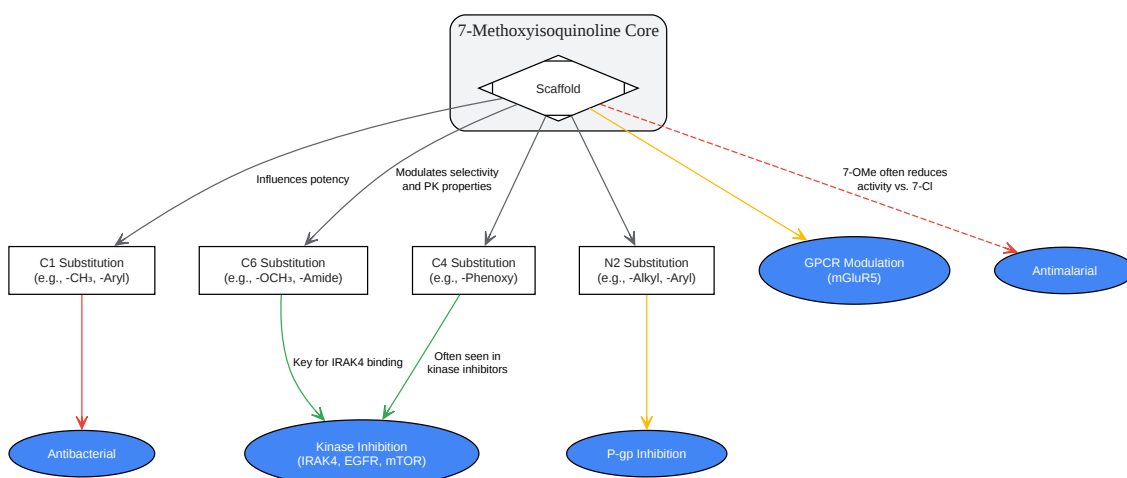 7-Methoxyisoquinoline Core
Scaffold
Influences potency
Modulates selectivity
and PK properties
7-OMe often reduces
activity vs. 7-Cl
C1 Substitution
(e.g., -CH₃, -Aryl)
C6 Substitution
(e.g., -OCH₃, -Amide)
C4 Substitution
(e.g., -Phenoxy)
N2 Substitution
(e.g., -Alkyl, -Aryl)
GPCR Modulation
(mGluR5)
Antimalarial
Key for IRAK4 binding
Often seen in
kinase inhibitors
Antibacterial
Kinase Inhibition
(IRAK4, EGFR, mTOR)
P-gp Inhibition